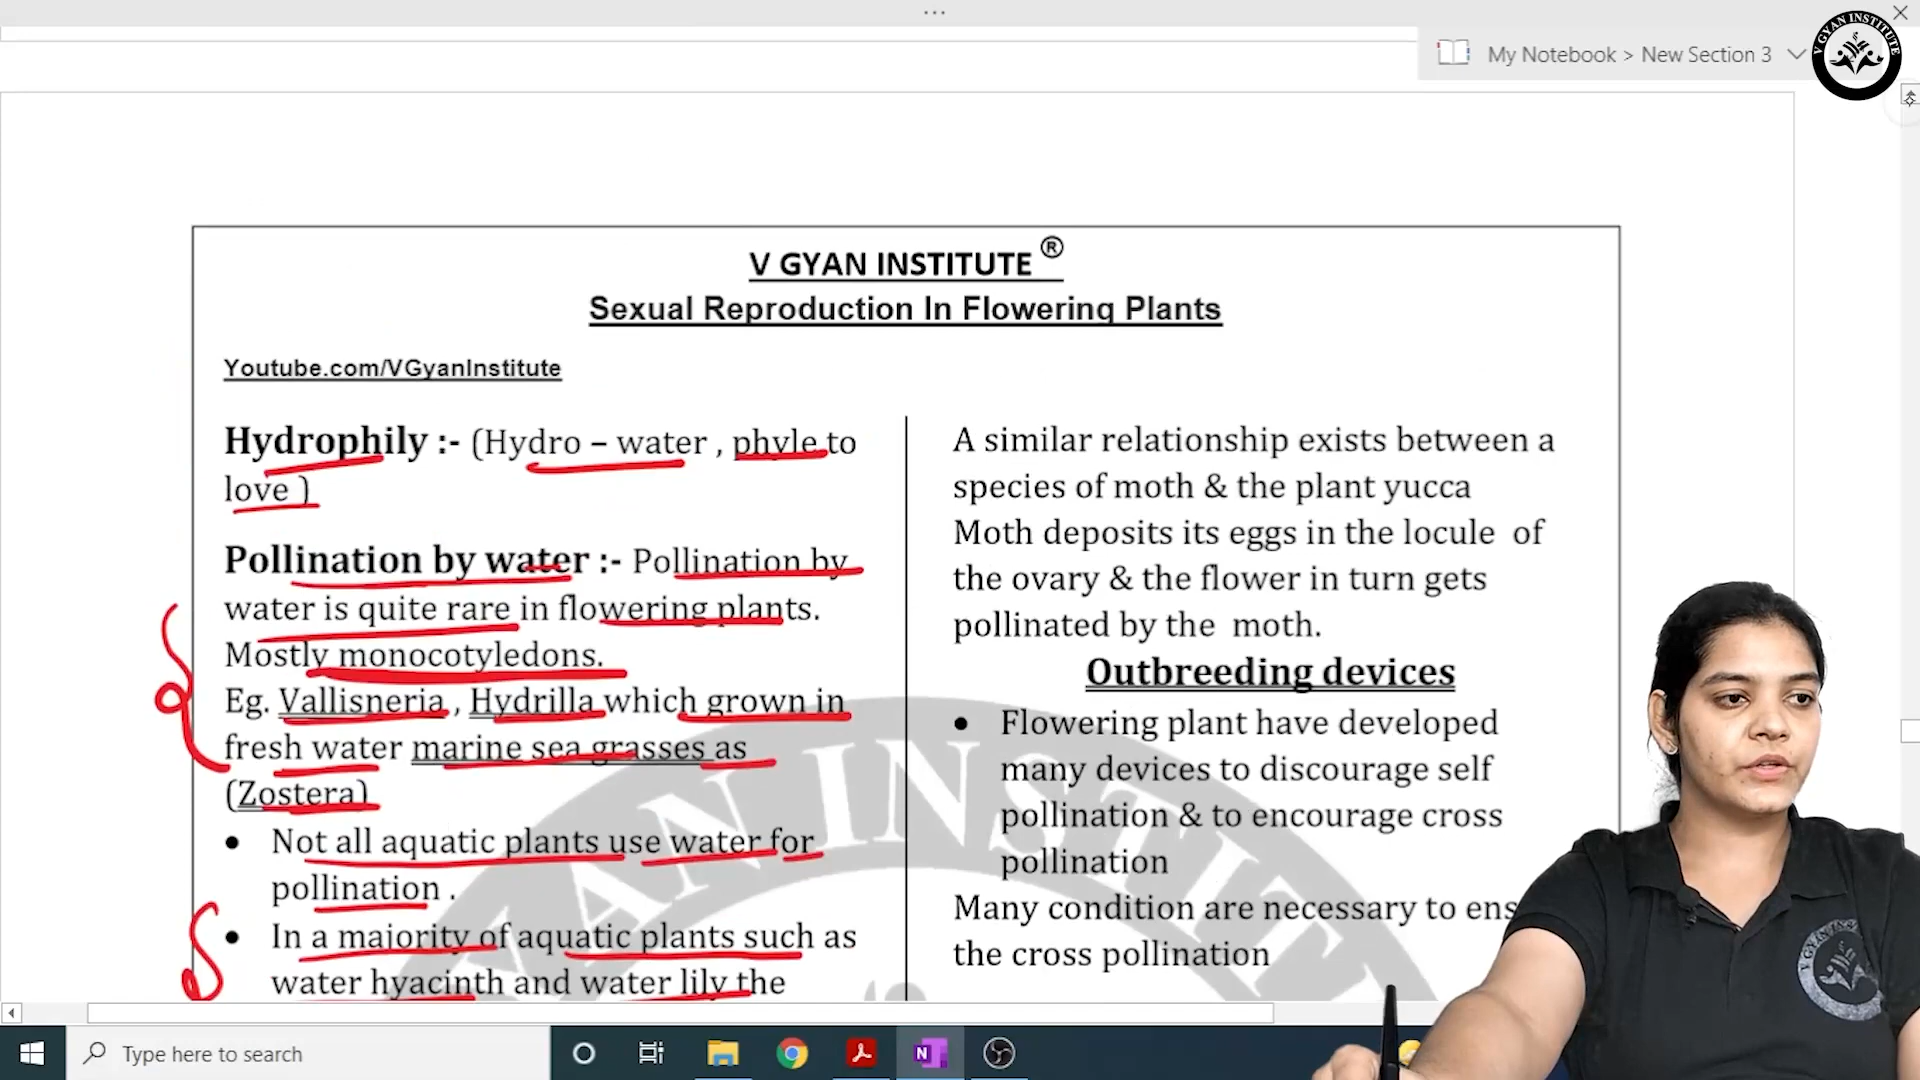 My Notebook > New Section 3
V GYAN INSTITUTE
V GYAN INSTITUTE ®
Sexual Reproduction In Flowering Plants
Youtube.com/VGyanInstitute
Hydrophily :- (Hydro – water , phyle to
love )
Pollination by water :- Pollination by
water is quite rare in flowering plants.
Mostly monocotyledons.
Eg. Vallisneria , Hydrilla which grown in
fresh water marine sea grasses as
(Zostera)
• Not all aquatic plants use water for
pollination .
• In a majority of aquatic plants such as
water hyacinth and water lily the
A similar relationship exists between a
species of moth & the plant yucca
Moth deposits its eggs in the locule of
the ovary & the flower in turn gets
pollinated by the moth.
Outbreeding devices
• Flowering plant have developed
many devices to discourage self
pollination & to encourage cross
pollination
Many condition are necessary to ens
the cross pollination
Type here to search